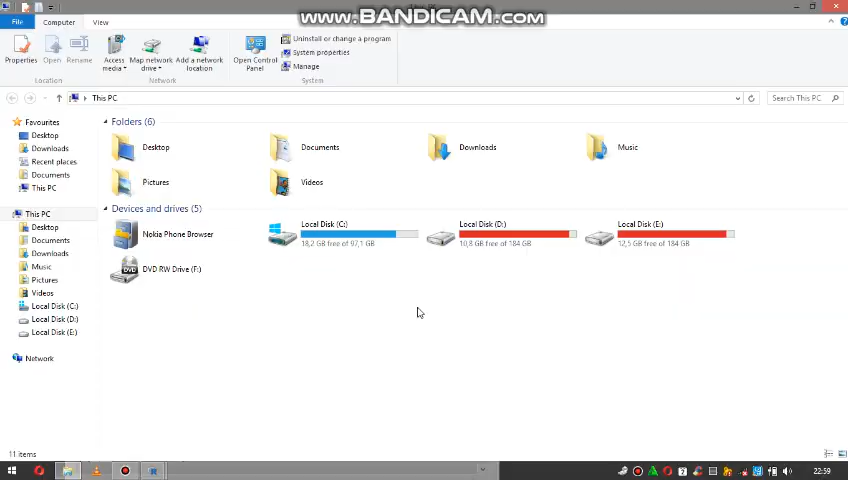 WWW.BANDICAM.COM
File
Computer
View
Properties
Open
Rename
Location
Access media
Map network drive
Add a network location
Network
Open Control Panel
Uninstall or change a program
System properties
Manage
System
This PC
Search This PC
Favourites
Desktop
Downloads
Recent places
Documents
This PC
This PC
Desktop
Documents
Downloads
Music
Pictures
Videos
Local Disk (C:)
Local Disk (D:)
Local Disk (E:)
Network
Folders (6)
Desktop
Documents
Downloads
Music
Pictures
Videos
Devices and drives (5)
Nokia Phone Browser
Local Disk (C:)
18,2 GB free of 97,1 GB
Local Disk (D:)
10,8 GB free of 184 GB
Local Disk (E:)
12,5 GB free of 184 GB
DVD RW Drive (F:)
11 items
22:59